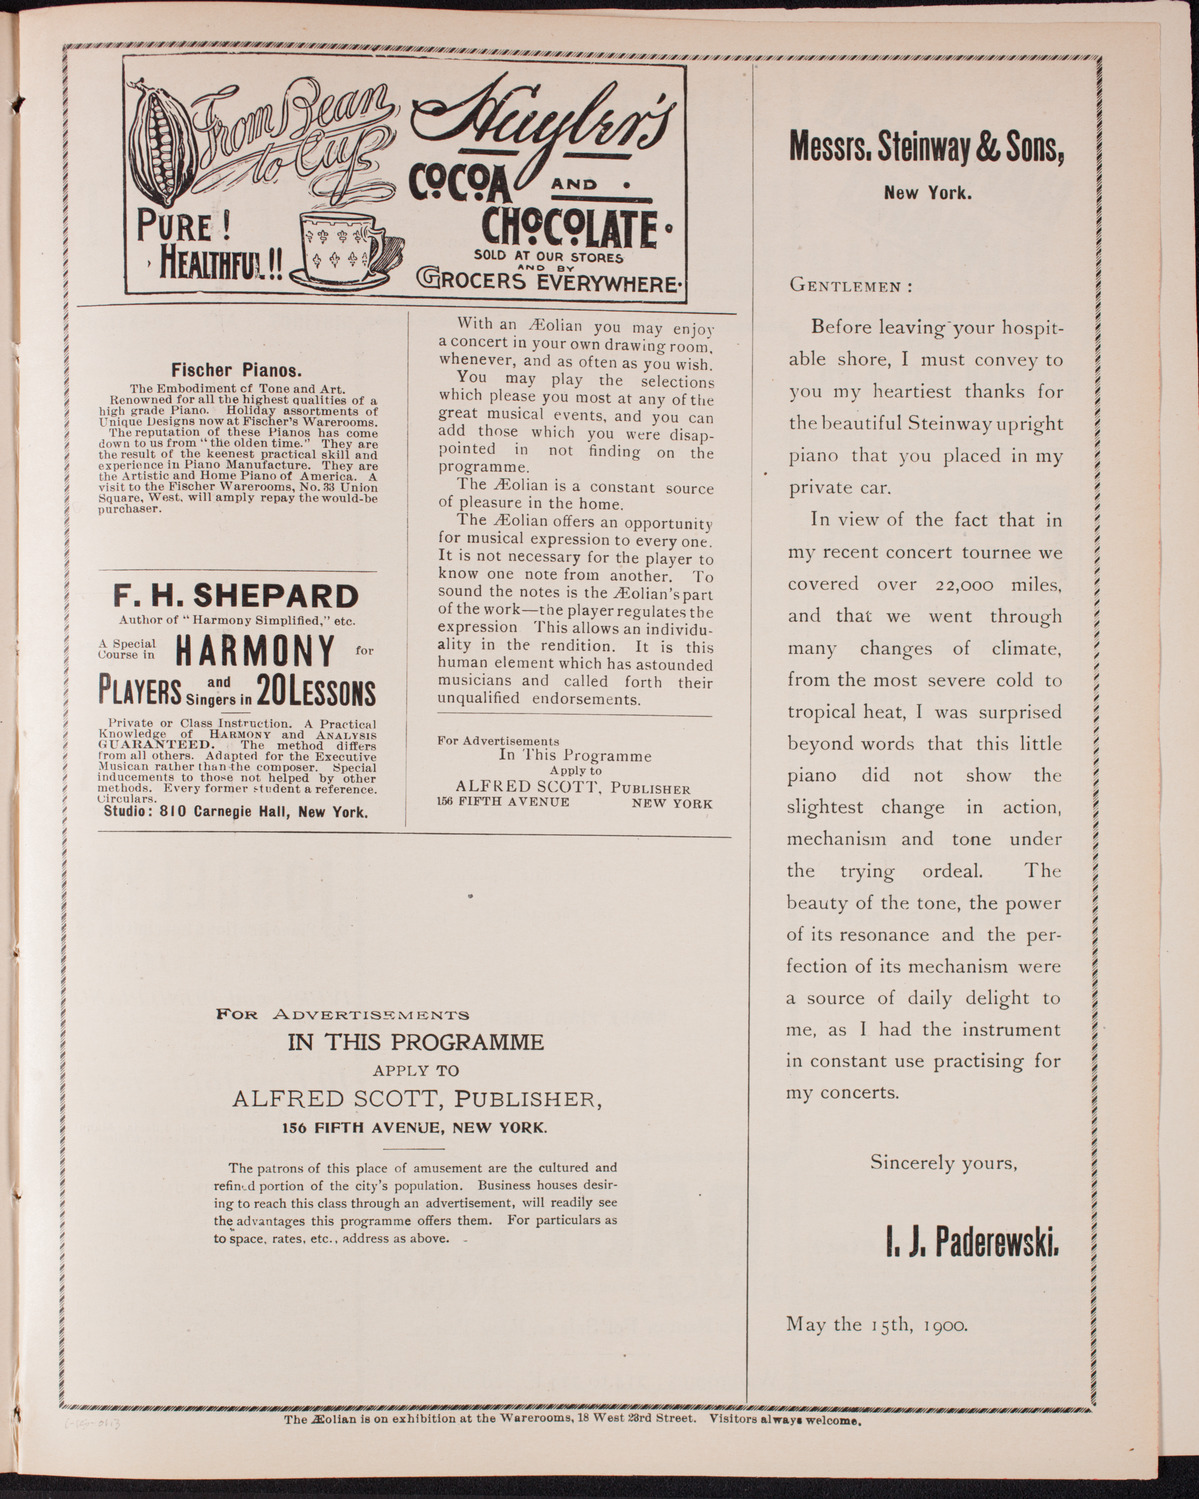 From Bean
to Cup
PURE!
HEALTHFUL!!
Huyler's
COCOA AND
CHOCOLATE.
SOLD AT OUR STORES
AND BY
GROCERS EVERYWHERE.
Fischer Pianos.
The Embodiment of Tone and Art.
Renowned for all the highest qualities of a
high grade Piano. Holiday assortments of
Unique Designs now at Fischer's Warerooms.
The reputation of these Pianos has come
down to us from "the olden time." They are
the result of the keenest practical skill and
experience in Piano Manufacture. They are
the Artistic and Home Piano of America. A
visit to the Fischer Warerooms, No. 33 Union
Square, West, will amply repay the would-be
purchaser.
F. H. SHEPARD
Author of "Harmony Simplified," etc.
A Special
Course in HARMONY for
PLAYERS and
Singers in 20 LESSONS
Private or Class Instruction. A Practical
Knowledge of HARMONY and ANALYSIS
GUARANTEED. The method differs
from all others. Adapted for the Executive
Musican rather than the composer. Special
inducements to those not helped by other
methods. Every former student a reference.
Circulars.
Studio: 810 Carnegie Hall, New York.
With an Æolian you may enjoy
a concert in your own drawing room,
whenever, and as often as you wish.
You may play the selections
which please you most at any of the
great musical events, and you can
add those which you were disap-
pointed in not finding on the
programme.
The Æolian is a constant source
of pleasure in the home.
The Æolian offers an opportunity
for musical expression to every one.
It is not necessary for the player to
know one note from another. To
sound the notes is the Æolian's part
of the work—the player regulates the
expression This allows an individu-
ality in the rendition. It is this
human element which has astounded
musicians and called forth their
unqualified endorsements.
For Advertisements
In This Programme
Apply to
ALFRED SCOTT, PUBLISHER
156 FIFTH AVENUE NEW YORK
FOR ADVERTISEMENTS
IN THIS PROGRAMME
APPLY TO
ALFRED SCOTT, PUBLISHER,
156 FIFTH AVENUE, NEW YORK.
The patrons of this place of amusement are the cultured and
refined portion of the city's population. Business houses desir-
ing to reach this class through an advertisement, will readily see
the advantages this programme offers them. For particulars as
to space, rates, etc., address as above.
Messrs. Steinway & Sons,
New York.
GENTLEMEN:
Before leaving your hospit-
able shore, I must convey to
you my heartiest thanks for
the beautiful Steinway upright
piano that you placed in my
private car.
In view of the fact that in
my recent concert tournee we
covered over 22,000 miles,
and that we went through
many changes of climate,
from the most severe cold to
tropical heat, I was surprised
beyond words that this little
piano did not show the
slightest change in action,
mechanism and tone under
the trying ordeal. The
beauty of the tone, the power
of its resonance and the per-
fection of its mechanism were
a source of daily delight to
me, as I had the instrument
in constant use practising for
my concerts.
Sincerely yours,
I. J. Paderewski.
May the 15th, 1900.
The Æolian is on exhibition at the Warerooms, 18 West 23rd Street. Visitors always welcome.